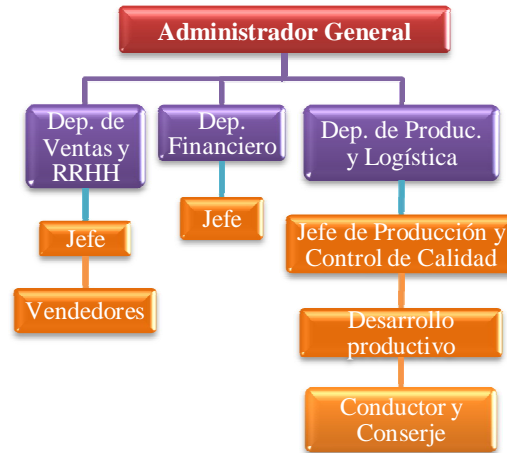 Administrador General
Dep. de
Ventas y
RRHH
Dep.
Financiero
Dep. de Produc.
y Logística
Jefe
Jefe
Jefe de Producción y
Control de Calidad
Vendedores
Desarrollo
productivo
Conductor y
Conserje